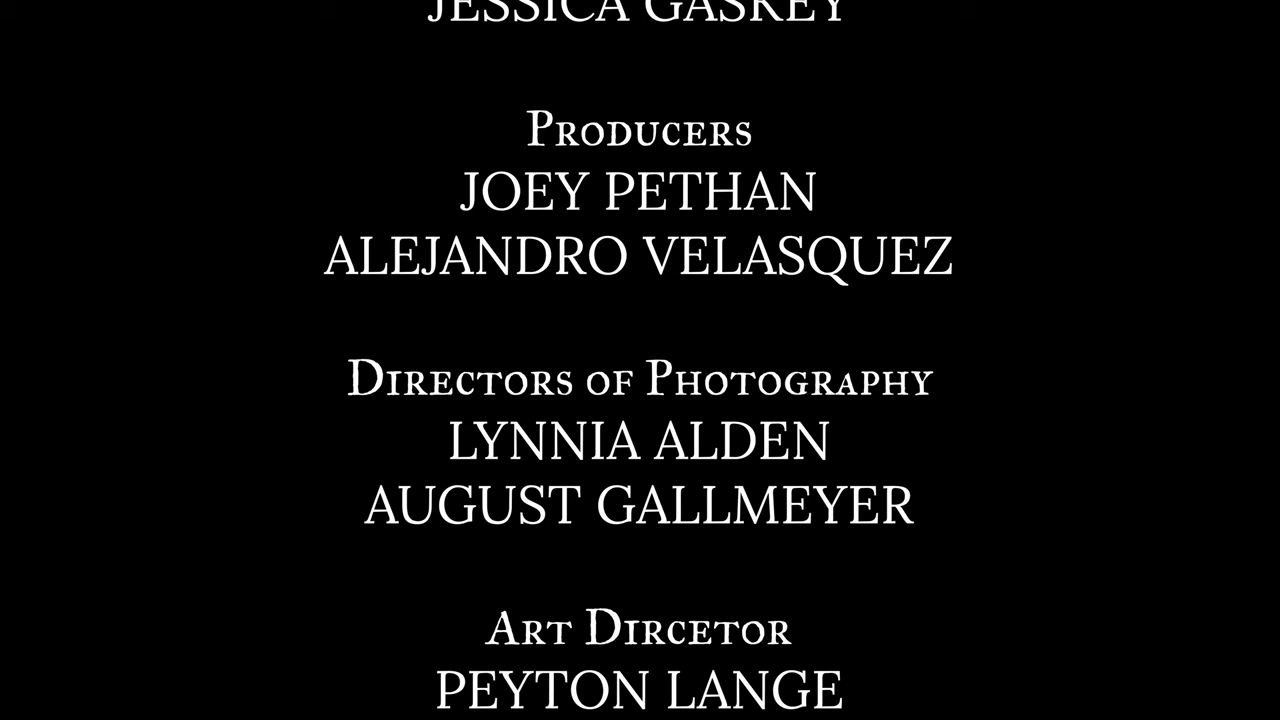 JESSICA GASKEY
Producers
JOEY PETHAN
ALEJANDRO VELASQUEZ
Directors of Photography
LYNNIA ALDEN
AUGUST GALLMEYER
Art Dircetor
PEYTON LANGE